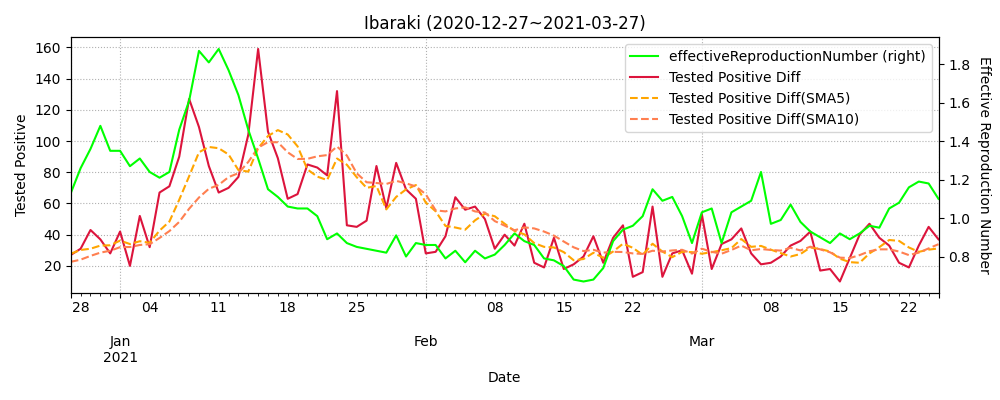 Ibaraki (2020-12-27~2021-03-27)
effectiveReproductionNumber (right)
Tested Positive Diff
Tested Positive Diff(SMA5)
Tested Positive Diff(SMA10)
Tested Positive
160
140
120
100
80
60
40
20
1.8
1.6
1.4
1.2
1.0
0.8
Effective Reproduction Number
28 04 11 18 25 08 15 22 08 15 22
Jan Feb Mar
2021
Date